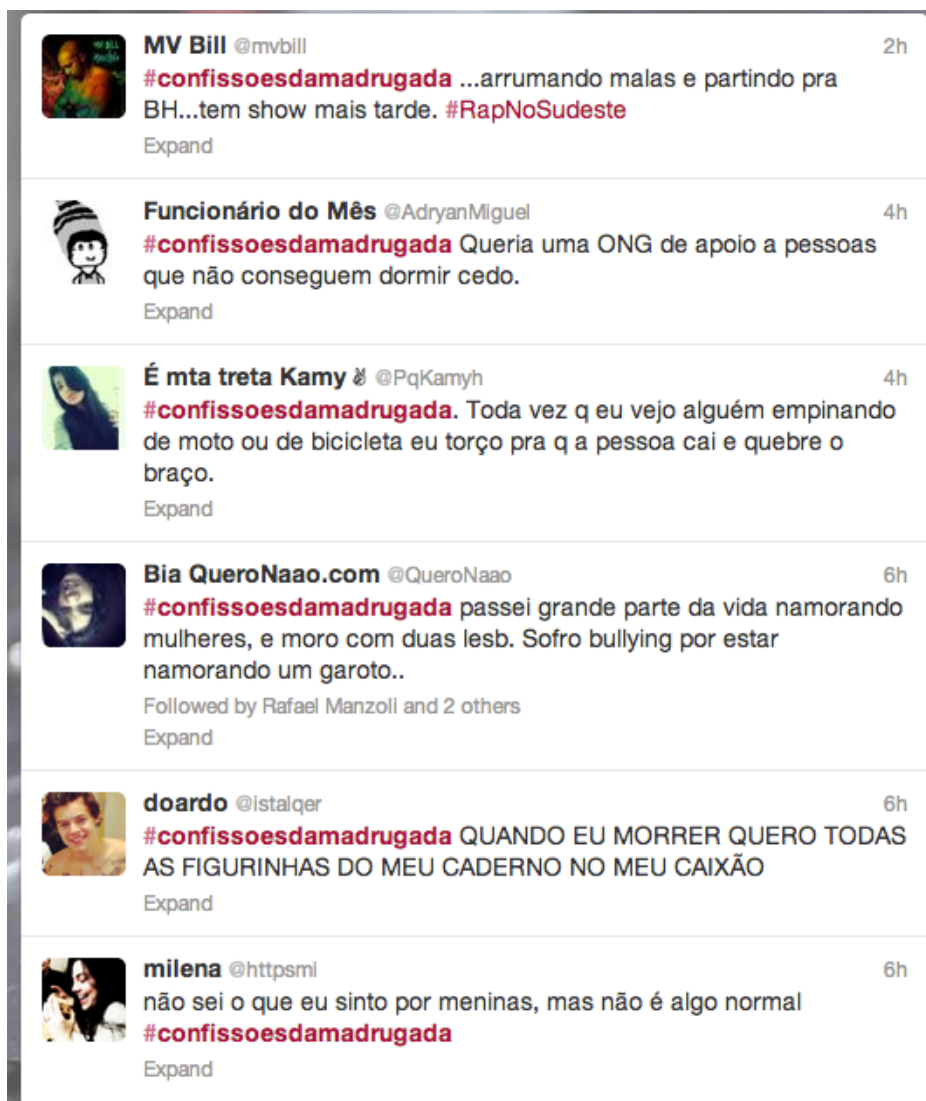 MV Bill @mvbill 2h
#confissoesdamadrugada ...arrumando malas e partindo pra
BH...tem show mais tarde. #RapNoSudeste
Expand
Funcionário do Mês @AdryanMiguel 4h
#confissoesdamadrugada Queria uma ONG de apoio a pessoas
que não conseguem dormir cedo.
Expand
É mta treta Kamy ✌ @PqKamyh 4h
#confissoesdamadrugada. Toda vez q eu vejo alguém empinando
de moto ou de bicicleta eu torço pra q a pessoa cai e quebre o
braço.
Expand
Bia QueroNaao.com @QueroNaao 6h
#confissoesdamadrugada passei grande parte da vida namorando
mulheres, e moro com duas lesb. Sofro bullying por estar
namorando um garoto..
Followed by Rafael Manzoli and 2 others
Expand
doardo @istalqer 6h
#confissoesdamadrugada QUANDO EU MORRER QUERO TODAS
AS FIGURINHAS DO MEU CADERNO NO MEU CAIXÃO
Expand
milena @httpsmi 6h
não sei o que eu sinto por meninas, mas não é algo normal
#confissoesdamadrugada
Expand